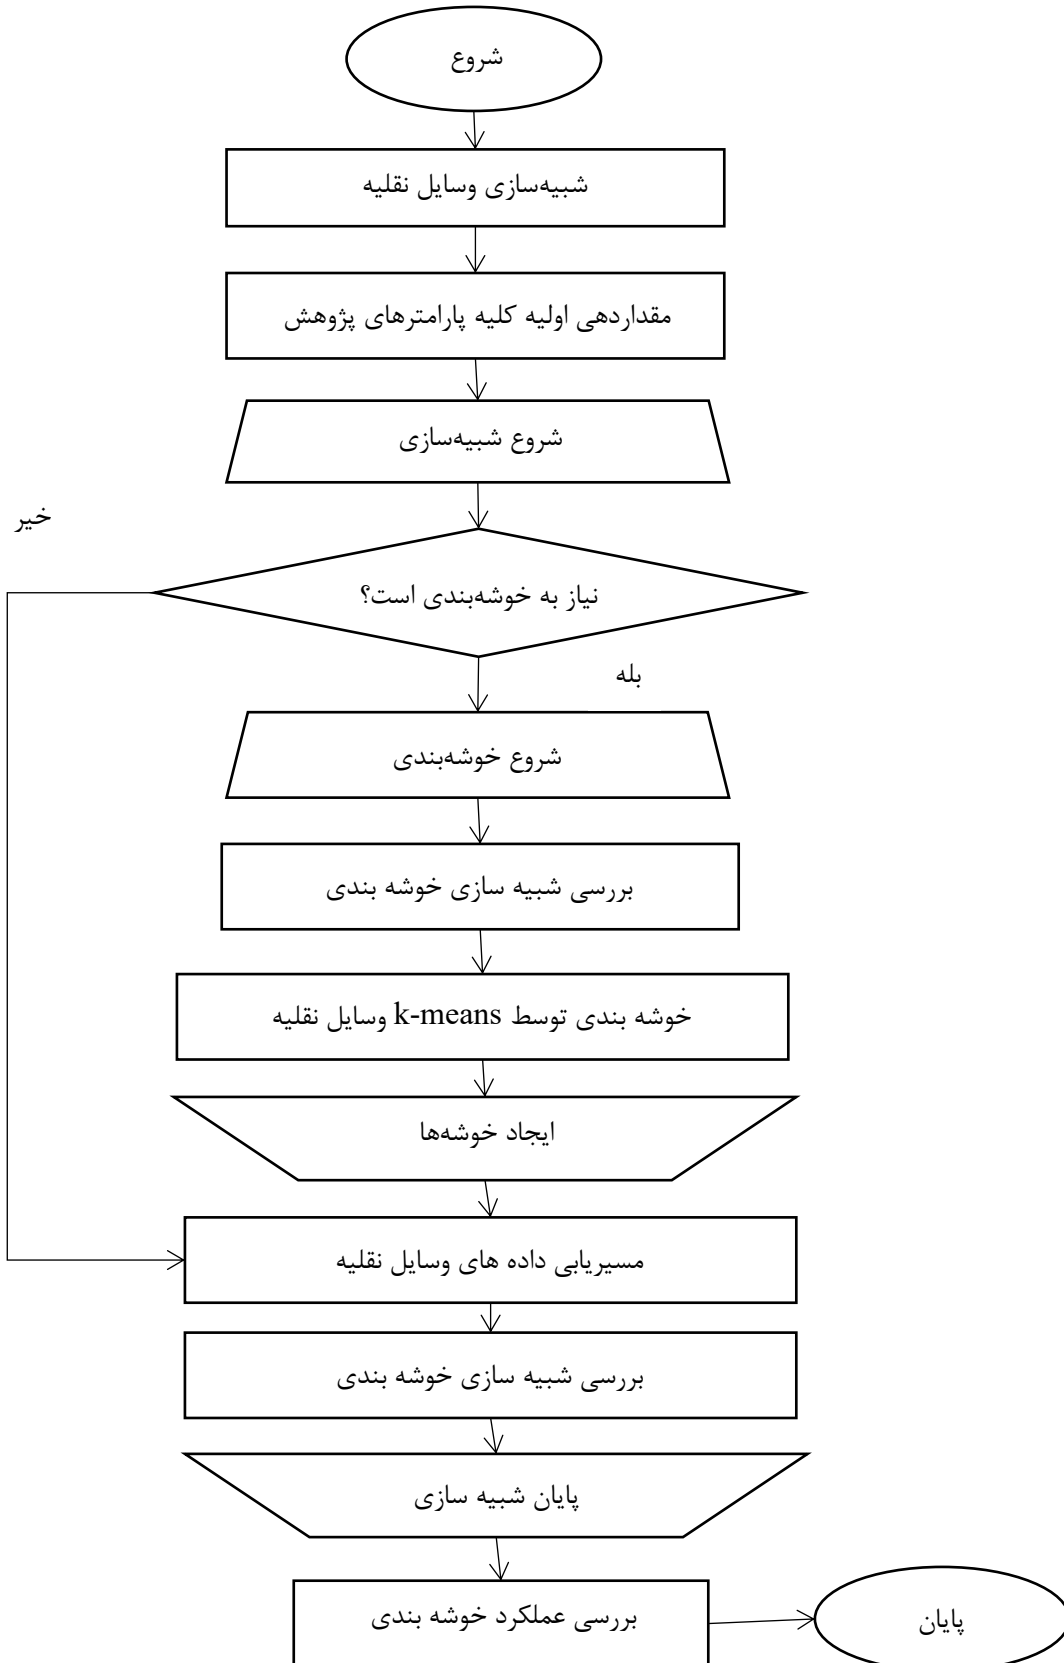 شروع
شبیه‌سازی وسایل نقلیه
مقداردهی اولیه کلیه پارامترهای پژوهش
شروع شبیه‌سازی
خیر
نیاز به خوشه‌بندی است؟
بله
شروع خوشه‌بندی
بررسی شبیه سازی خوشه بندی
خوشه بندی توسط k-means وسایل نقلیه
ایجاد خوشه‌ها
مسیریابی داده های وسایل نقلیه
بررسی شبیه سازی خوشه بندی
پایان شبیه سازی
بررسی عملکرد خوشه بندی
پایان